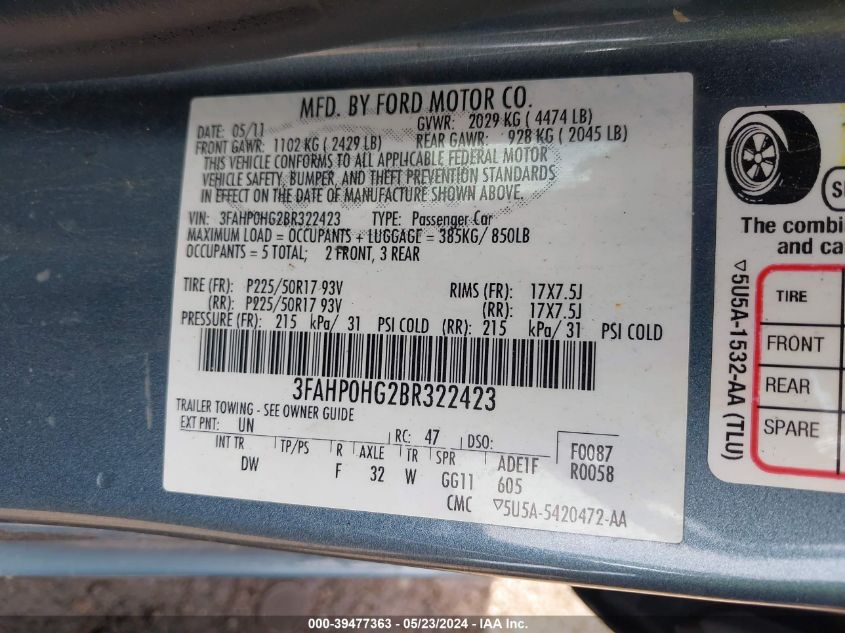 MFD. BY FORD MOTOR CO.
DATE: 05/11 GVWR: 2029 KG ( 4474 LB)
FRONT GAWR: 1102 KG ( 2429 LB) REAR GAWR: 928 KG ( 2045 LB)
THIS VEHICLE CONFORMS TO ALL APPLICABLE FEDERAL MOTOR
VEHICLE SAFETY, BUMPER, AND THEFT PREVENTION STANDARDS
IN EFFECT ON THE DATE OF MANUFACTURE SHOWN ABOVE.
VIN: 3FAHP0HG2BR322423 TYPE: Passenger Car
MAXIMUM LOAD = OCCUPANTS + LUGGAGE = 385KG/ 850LB
OCCUPANTS = 5 TOTAL; 2 FRONT, 3 REAR
TIRE (FR): P225/50R17 93V RIMS (FR): 17X7.5J
(RR): P225/50R17 93V (RR): 17X7.5J
PRESSURE (FR): 215 kPa/ 31 PSI COLD (RR): 215 kPa/ 31 PSI COLD
3FAHP0HG2BR322423
TRAILER TOWING - SEE OWNER GUIDE
EXT PNT: UN RC: 47 DSO:
INT TR TP/PS R AXLE TR SPR ADE1F F0087
DW F 32 W GG11 605 R0058
CMC ▽5U5A-5420472-AA
The combi
and ca
TIRE
FRONT
REAR
SPARE
▽5U5A-1532-AA (TLU)
000-39477363 - 05/23/2024 - IAA Inc.